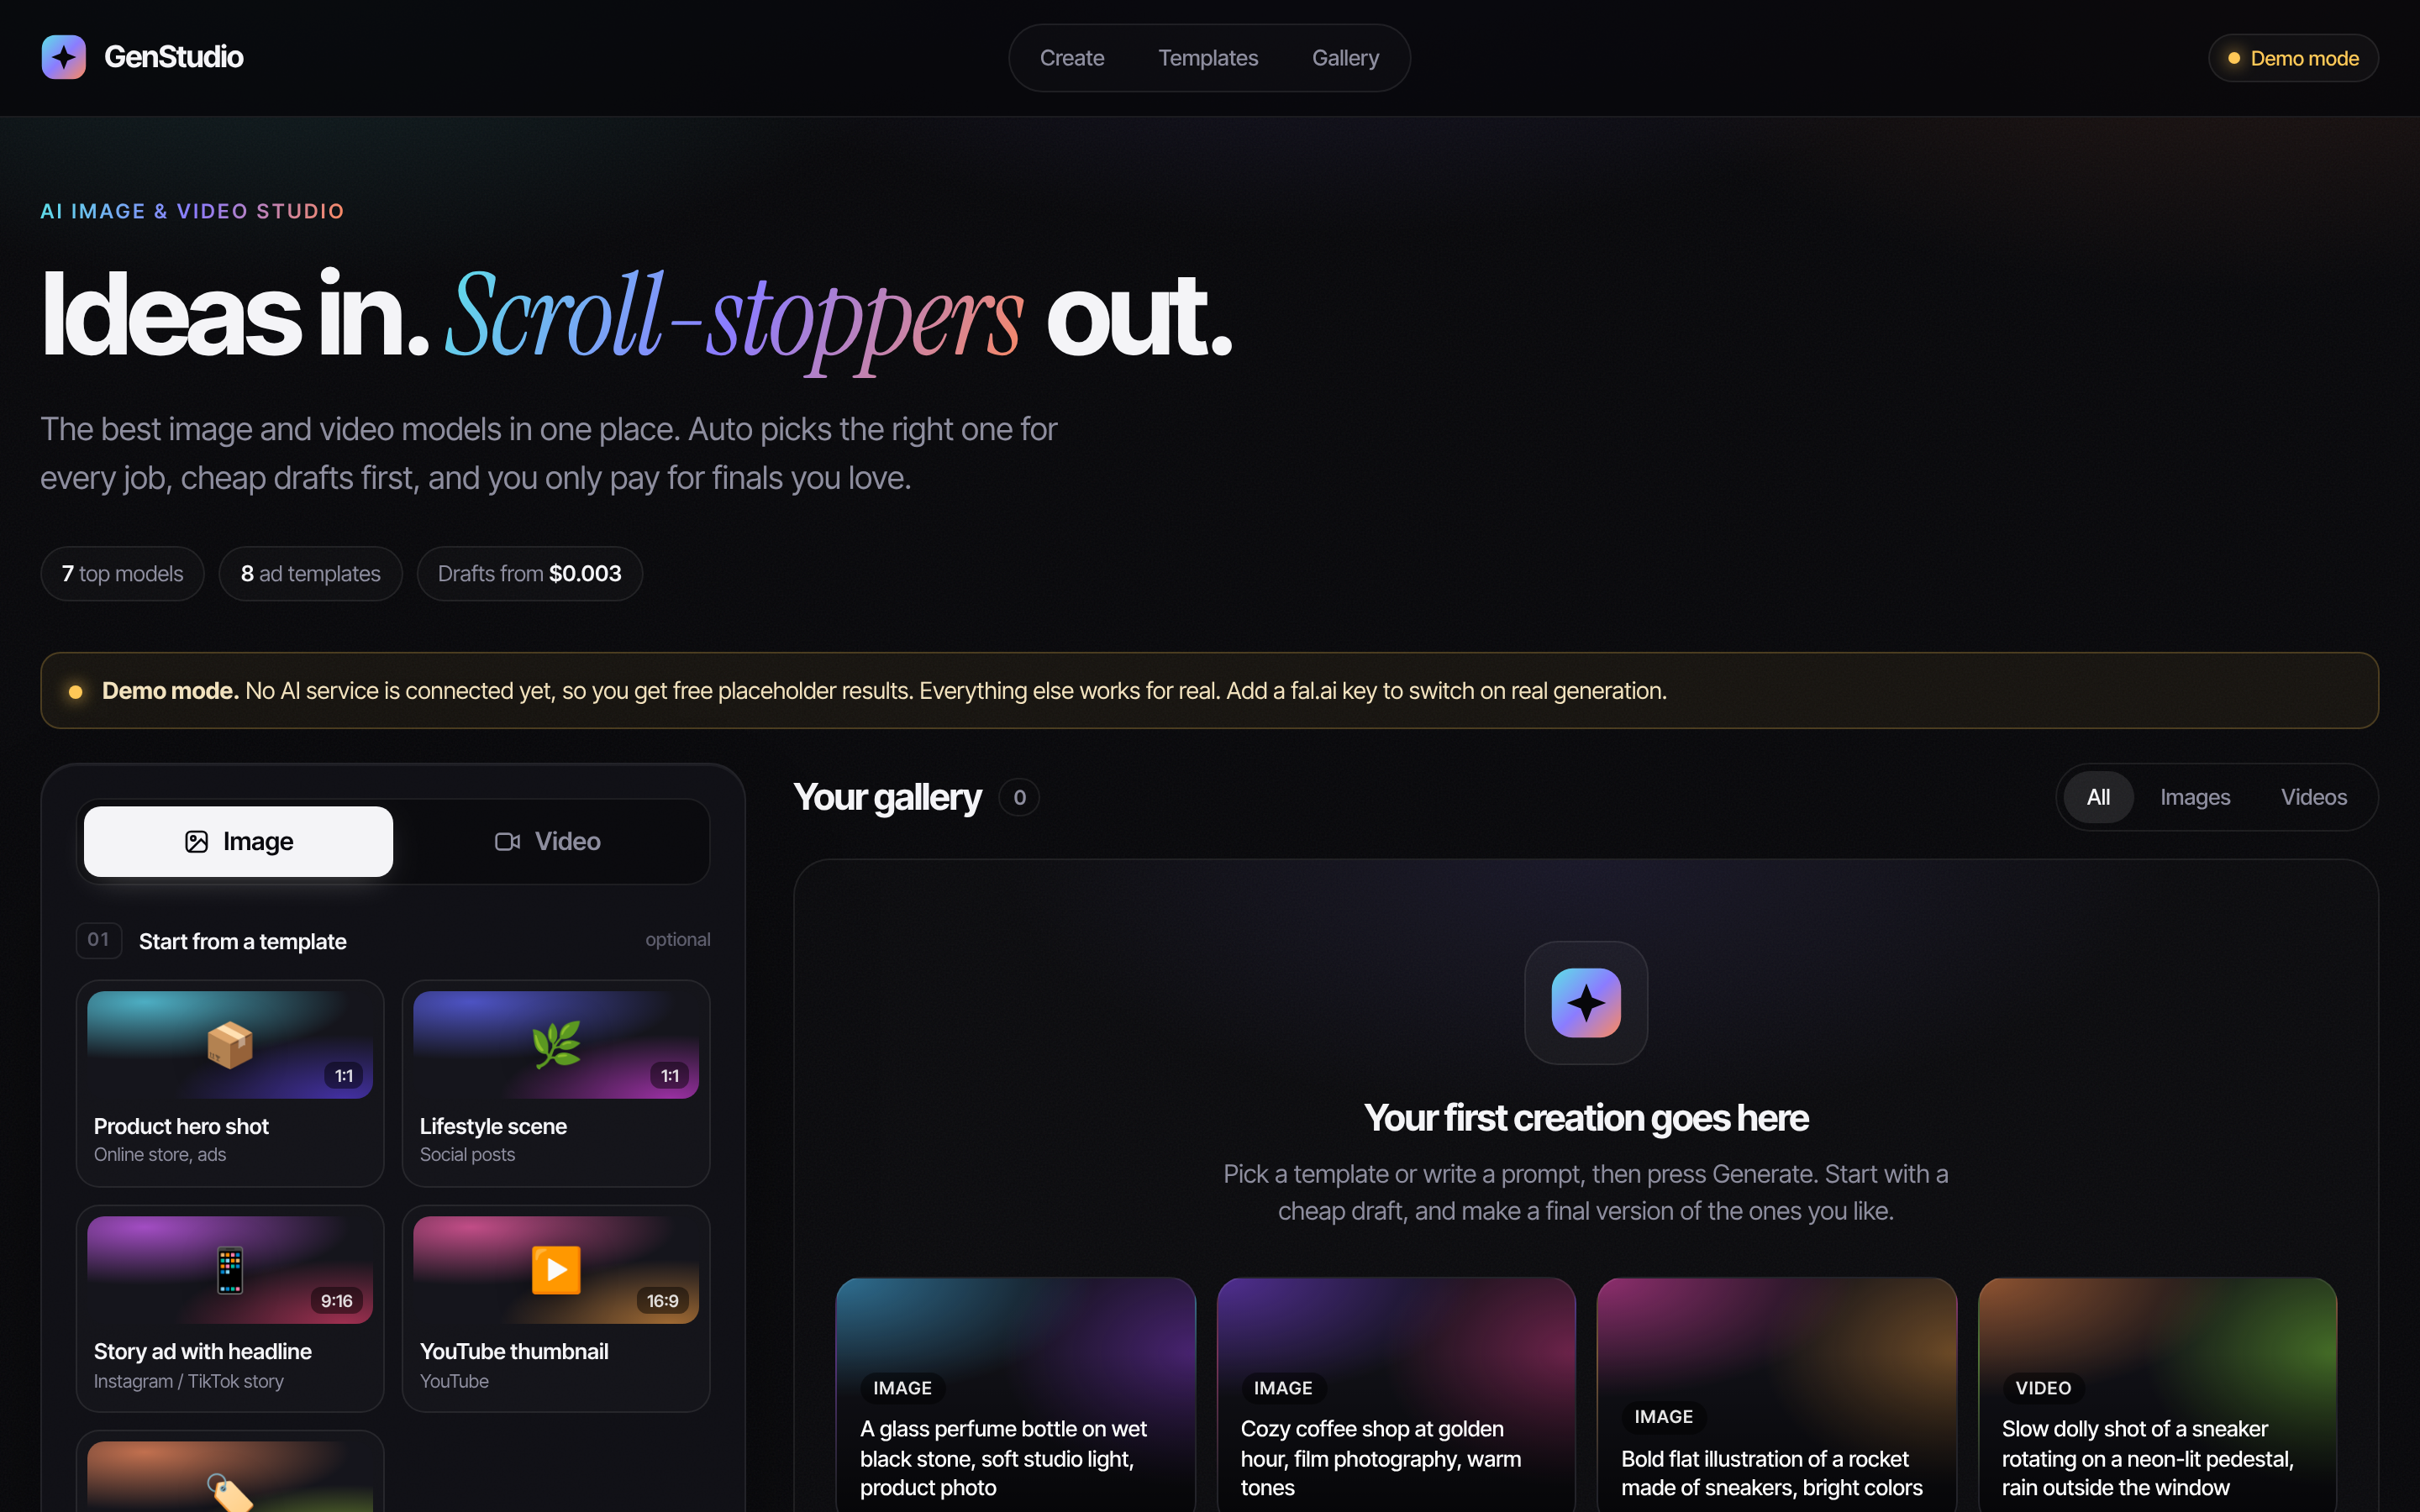 GenStudio
Create
Templates
Gallery
Demo mode
AI IMAGE & VIDEO STUDIO
Ideas in. Scroll-stoppers out.
The best image and video models in one place. Auto picks the right one for
every job, cheap drafts first, and you only pay for finals you love.
7 top models
8 ad templates
Drafts from $0.003
Demo mode. No AI service is connected yet, so you get free placeholder results. Everything else works for real. Add a fal.ai key to switch on real generation.
Image
Video
01 Start from a template
optional
1:1
Product hero shot
Online store, ads
1:1
Lifestyle scene
Social posts
9:16
Story ad with headline
Instagram / TikTok story
16:9
YouTube thumbnail
YouTube
Your gallery 0
All
Images
Videos
Your first creation goes here
Pick a template or write a prompt, then press Generate. Start with a
cheap draft, and make a final version of the ones you like.
IMAGE
A glass perfume bottle on wet
black stone, soft studio light,
product photo
IMAGE
Cozy coffee shop at golden
hour, film photography, warm
tones
IMAGE
Bold flat illustration of a rocket
made of sneakers, bright colors
VIDEO
Slow dolly shot of a sneaker
rotating on a neon-lit pedestal,
rain outside the window